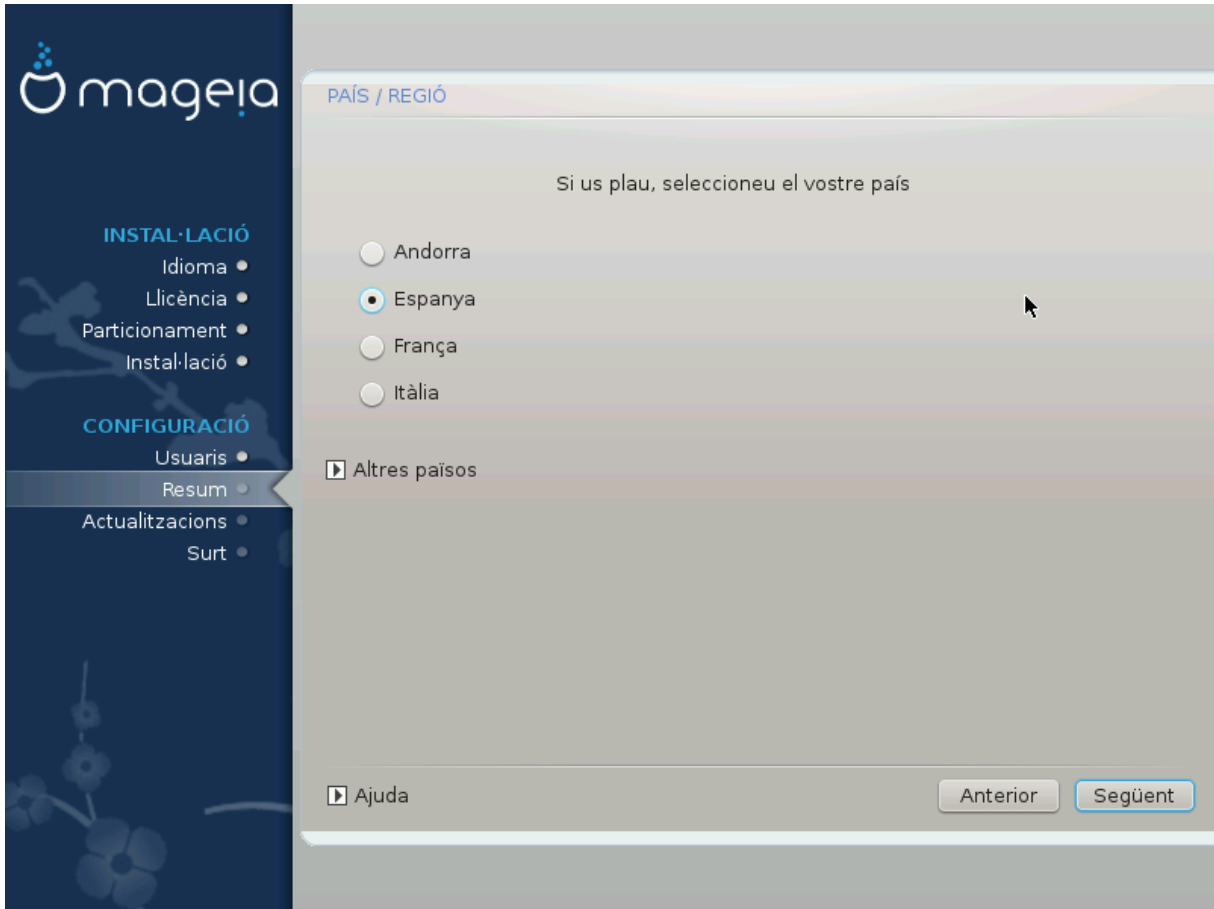 mageia
INSTAL·LACIÓ
Idioma
Llicència
Particionament
Instal·lació
CONFIGURACIÓ
Usuaris
Resum
Actualitzacions
Surt
PAÍS / REGIÓ
Si us plau, seleccioneu el vostre país
Andorra
Espanya
França
Itàlia
Altres països
Ajuda
Anterior
Següent